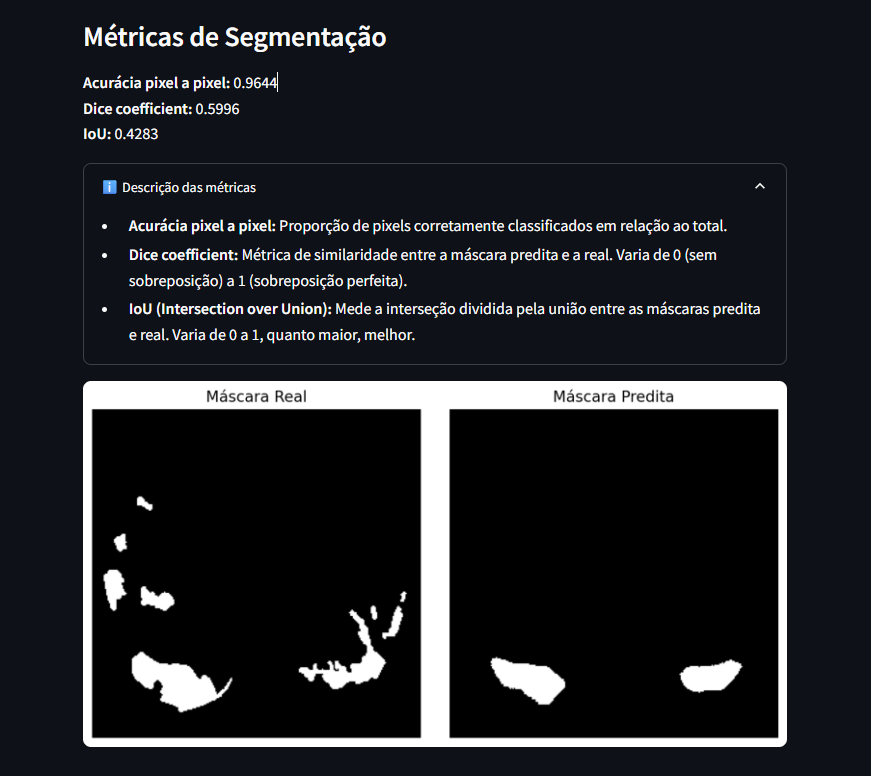 Métricas de Segmentação
Acurácia pixel a pixel: 0.9644
Dice coefficient: 0.5996
IoU: 0.4283
Descrição das métricas
Acurácia pixel a pixel: Proporção de pixels corretamente classificados em relação ao total.
Dice coefficient: Métrica de similaridade entre a máscara predita e a real. Varia de 0 (sem
sobreposição) a 1 (sobreposição perfeita).
IoU (Intersection over Union): Mede a interseção dividida pela união entre as máscaras predita
e real. Varia de 0 a 1, quanto maior, melhor.
Máscara Real
Máscara Predita